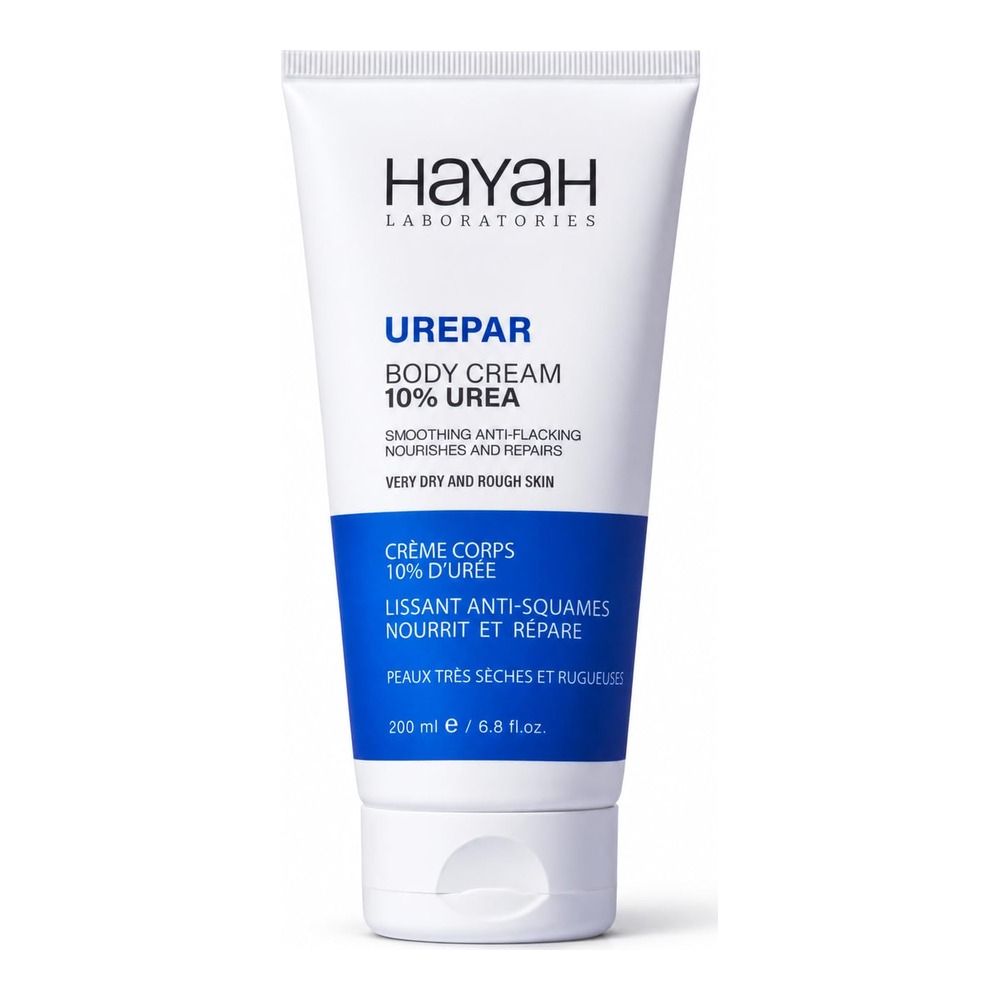 HaYaH
LABORATORIES
UREPAR
BODY CREAM
10% UREA
SMOOTHING ANTI-FLACKING
NOURISHES AND REPAIRS
VERY DRY AND ROUGH SKIN
CRÈME CORPS
10% D'URÉE
LISSANT ANTI-SQUAMES
NOURRIT ET RÉPARE
PEAUX TRÈS SÈCHES ET RUGUEUSES
200 ml e / 6.8 fl.oz.